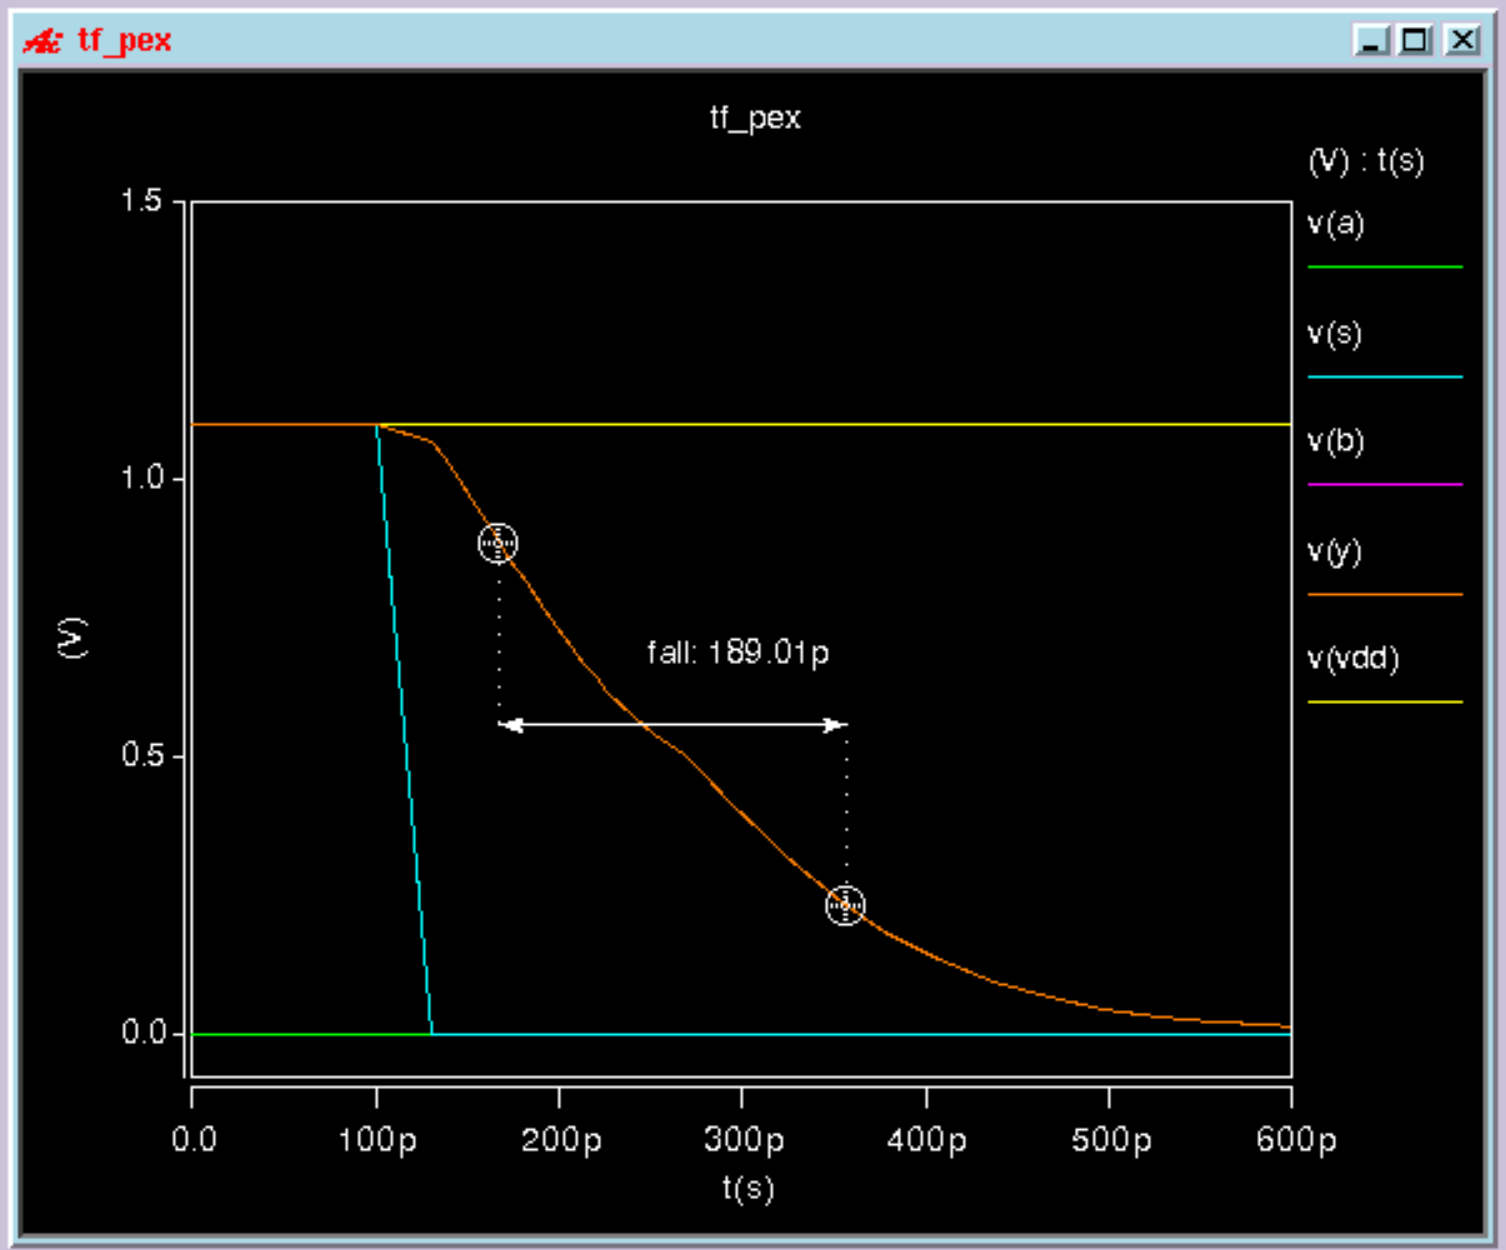 tf_pex
tf_pex
(V) : t(s)
v(a)
v(s)
v(b)
v(y)
v(vdd)
1.5
1.0
0.5
0.0
(V)
fall: 189.01p
0.0 100p 200p 300p 400p 500p 600p
t(s)